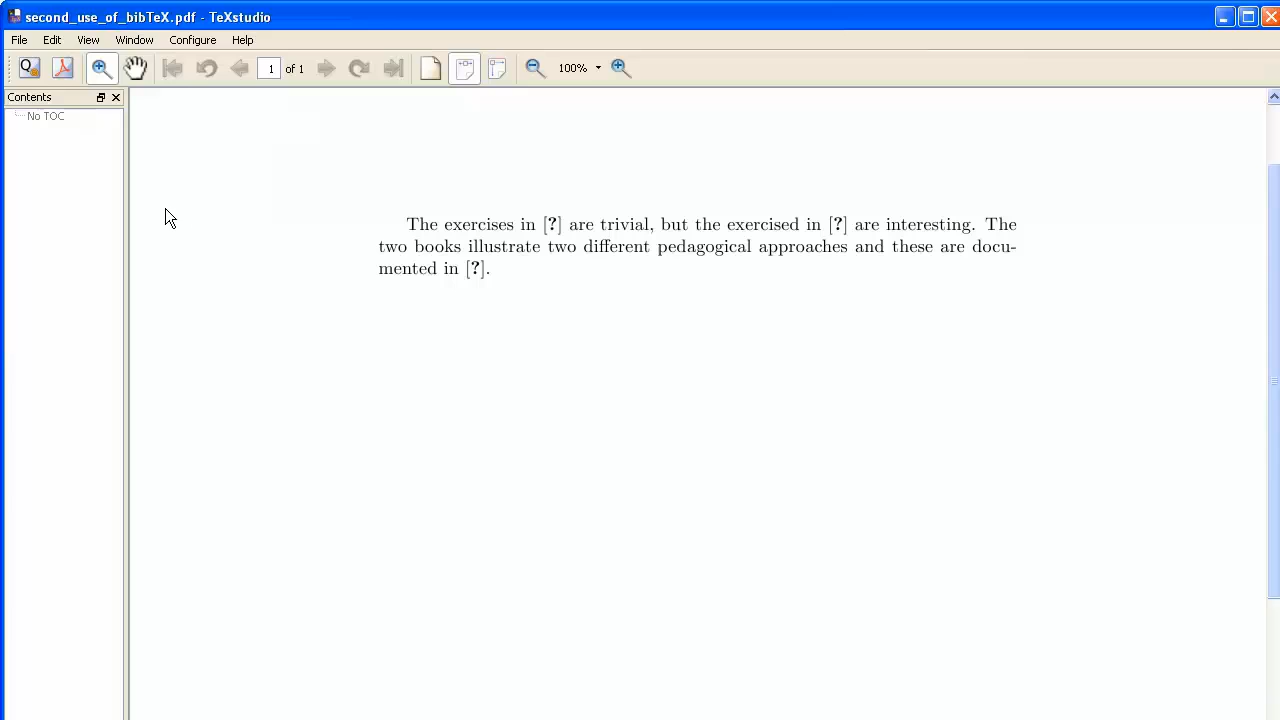 second_use_of_bibTeX.pdf - TeXstudio
File Edit View Window Configure Help
1 of 1 100%
Contents
No TOC
The exercises in [?] are trivial, but the exercised in [?] are interesting. The
two books illustrate two different pedagogical approaches and these are docu-
mented in [?].